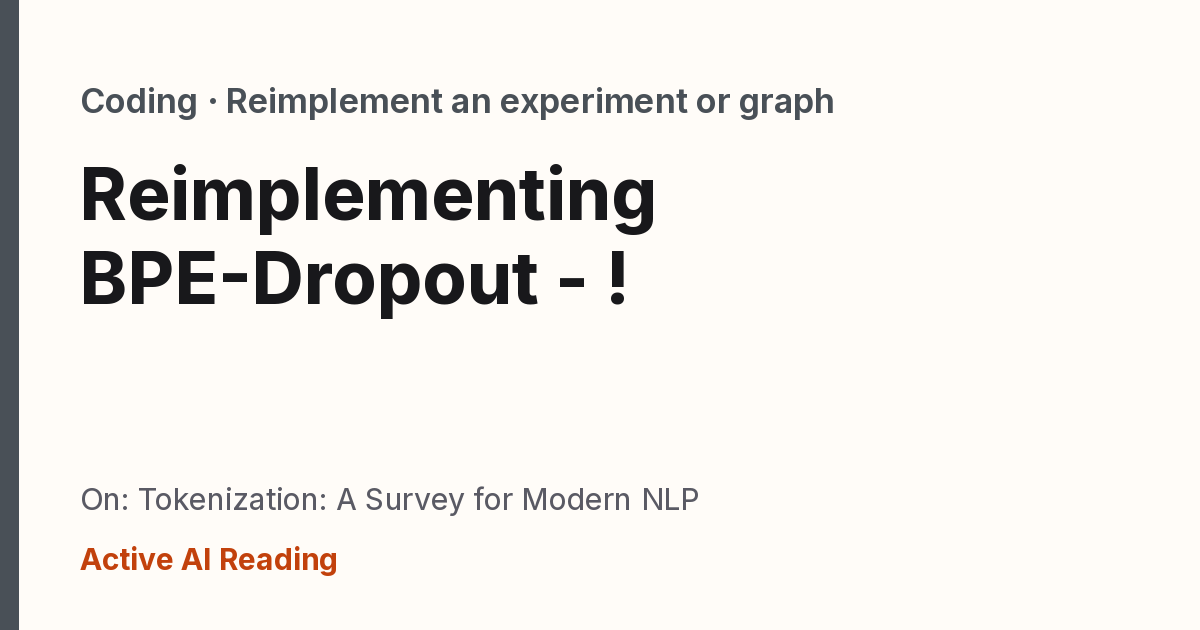 Coding · Reimplement an experiment or graph
Reimplementing
BPE-Dropout - !
On: Tokenization: A Survey for Modern NLP
Active AI Reading